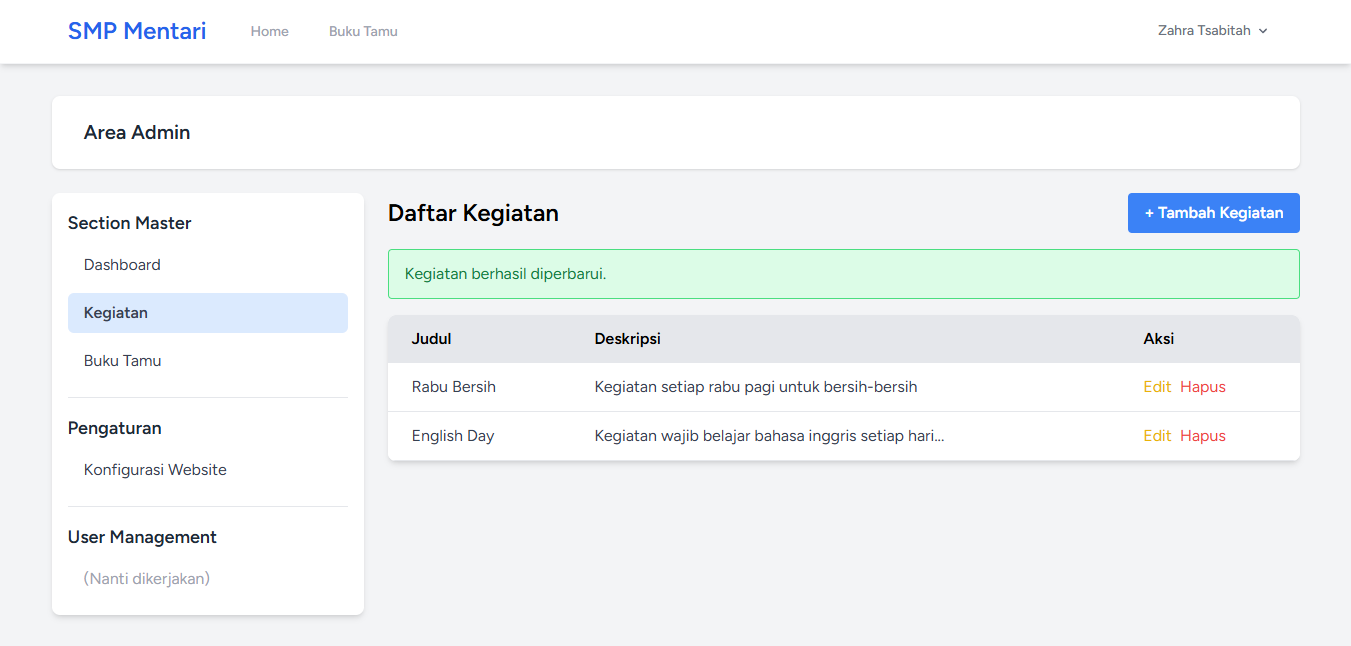 SMP Mentari Home Buku Tamu Zahra Tsabitah
Area Admin
Section Master
Dashboard
Kegiatan
Buku Tamu
Pengaturan
Konfigurasi Website
User Management
(Nanti dikerjakan)
Daftar Kegiatan + Tambah Kegiatan
Kegiatan berhasil diperbarui.
Judul Deskripsi Aksi
Rabu Bersih Kegiatan setiap rabu pagi untuk bersih-bersih Edit Hapus
English Day Kegiatan wajib belajar bahasa inggris setiap hari... Edit Hapus